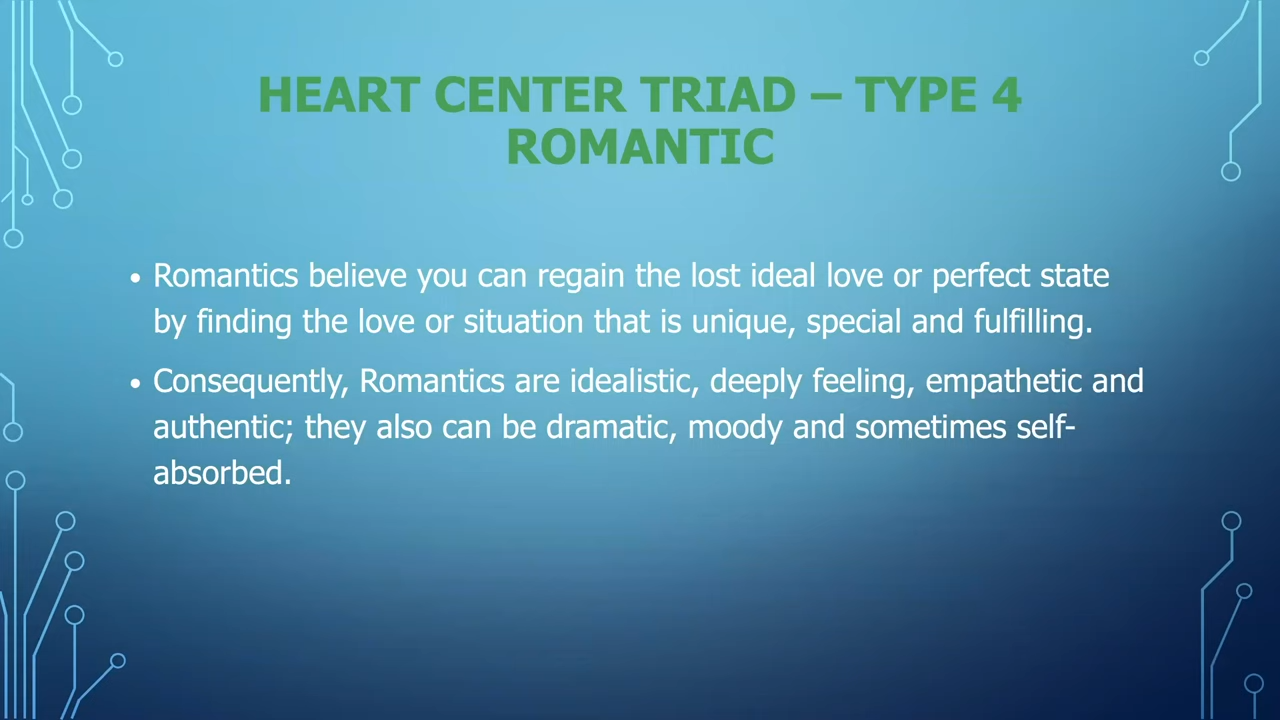 HEART CENTER TRIAD – TYPE 4
ROMANTIC
• Romantics believe you can regain the lost ideal love or perfect state
by finding the love or situation that is unique, special and fulfilling.
• Consequently, Romantics are idealistic, deeply feeling, empathetic and
authentic; they also can be dramatic, moody and sometimes self-
absorbed.